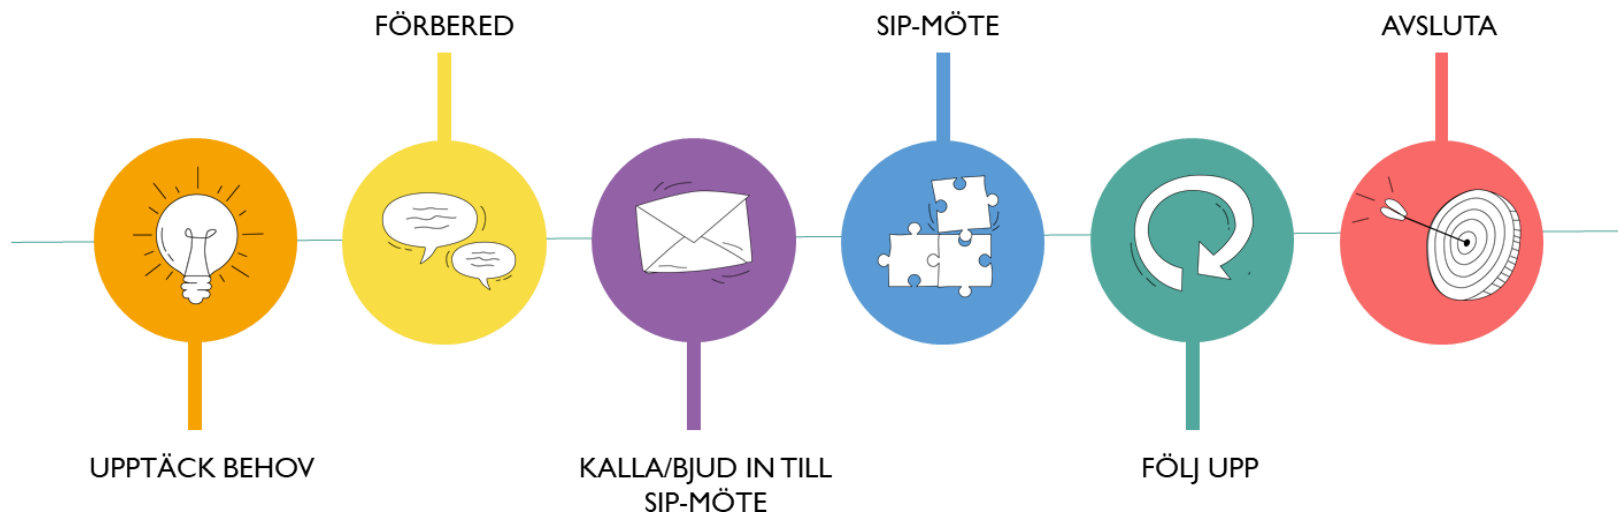 FÖRBERED
SIP-MÖTE
AVSLUTA
UPPTÄCK BEHOV
KALLA/BJUD IN TILL
SIP-MÖTE
FÖLJ UPP